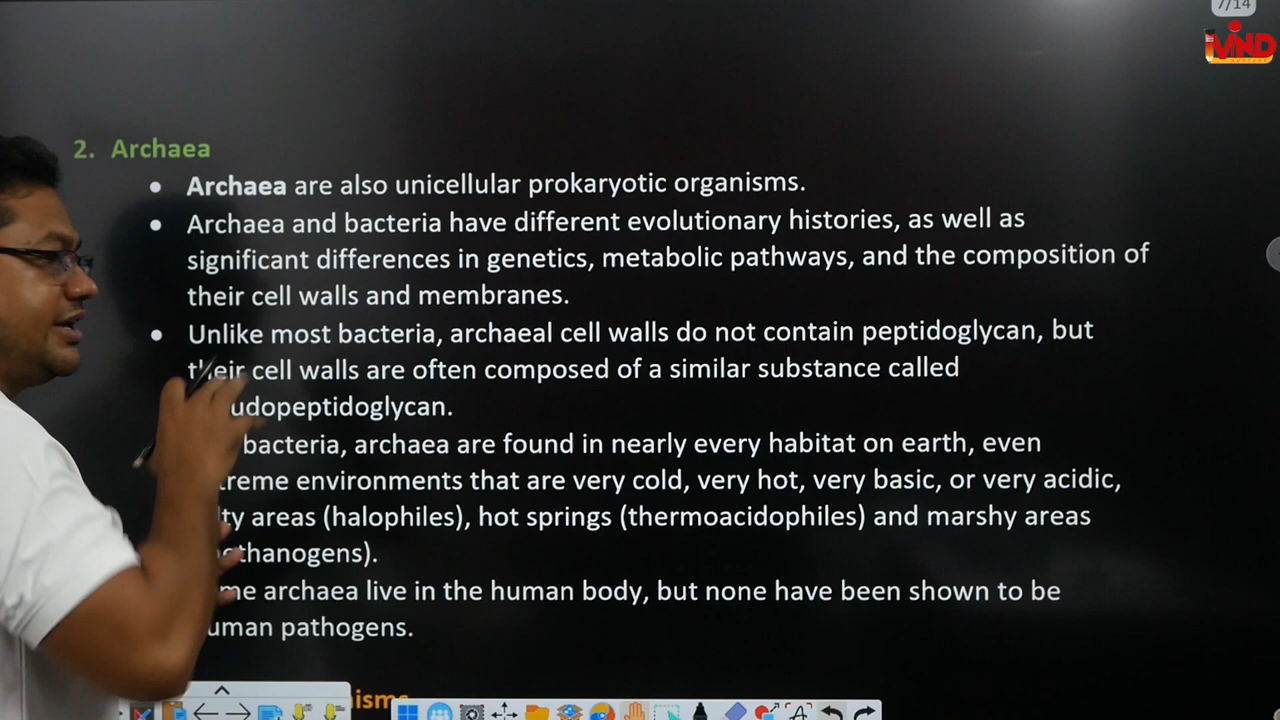 7/14
iMIND
2. Archaea
• Archaea are also unicellular prokaryotic organisms.
• Archaea and bacteria have different evolutionary histories, as well as
significant differences in genetics, metabolic pathways, and the composition of
their cell walls and membranes.
• Unlike most bacteria, archaeal cell walls do not contain peptidoglycan, but
their cell walls are often composed of a similar substance called
udopeptidoglycan.
bacteria, archaea are found in nearly every habitat on earth, even
treme environments that are very cold, very hot, very basic, or very acidic,
ty areas (halophiles), hot springs (thermoacidophiles) and marshy areas
thanogens).
me archaea live in the human body, but none have been shown to be
uman pathogens.
isms